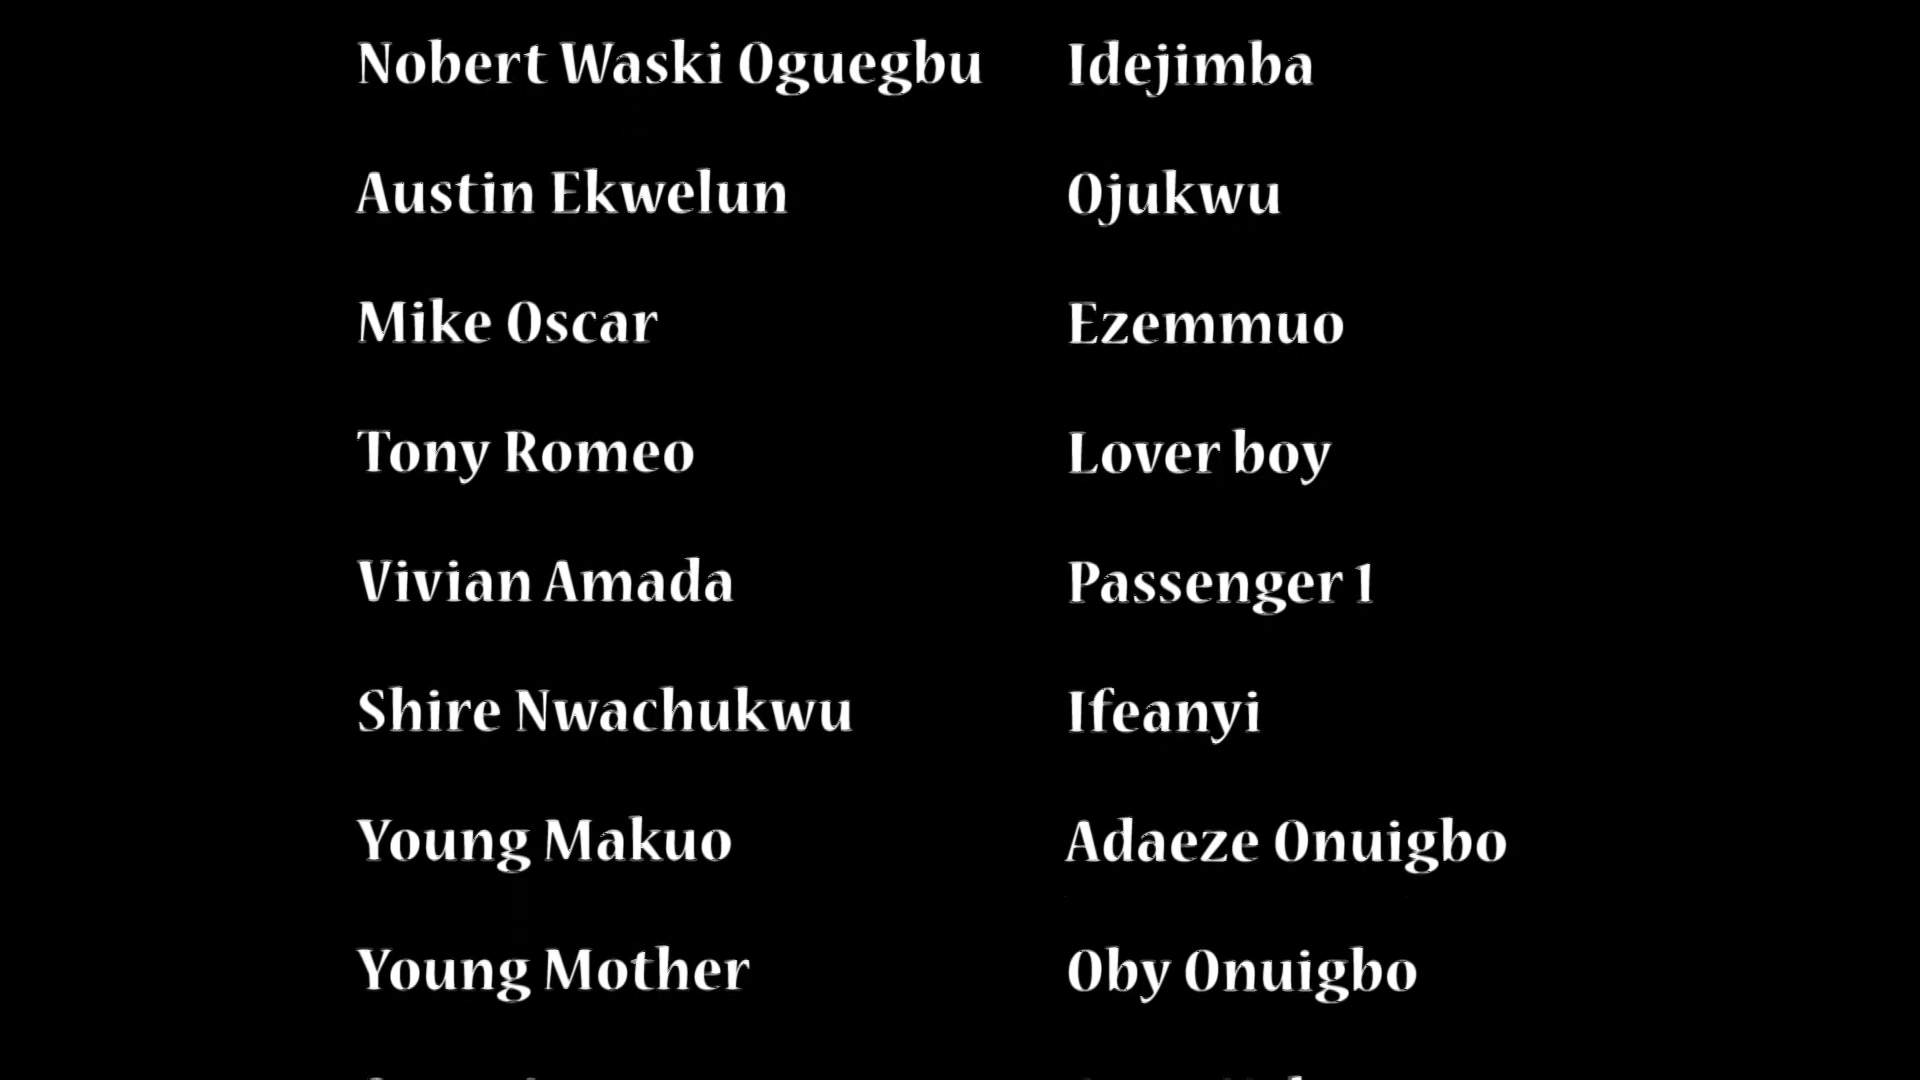 Nobert Waski Oguegbu Idejimba
Austin Ekwelun Ojukwu
Mike Oscar Ezemmuo
Tony Romeo Lover boy
Vivian Amada Passenger 1
Shire Nwachukwu Ifeanyi
Young Makuo Adaeze Onuigbo
Young Mother Oby Onuigbo